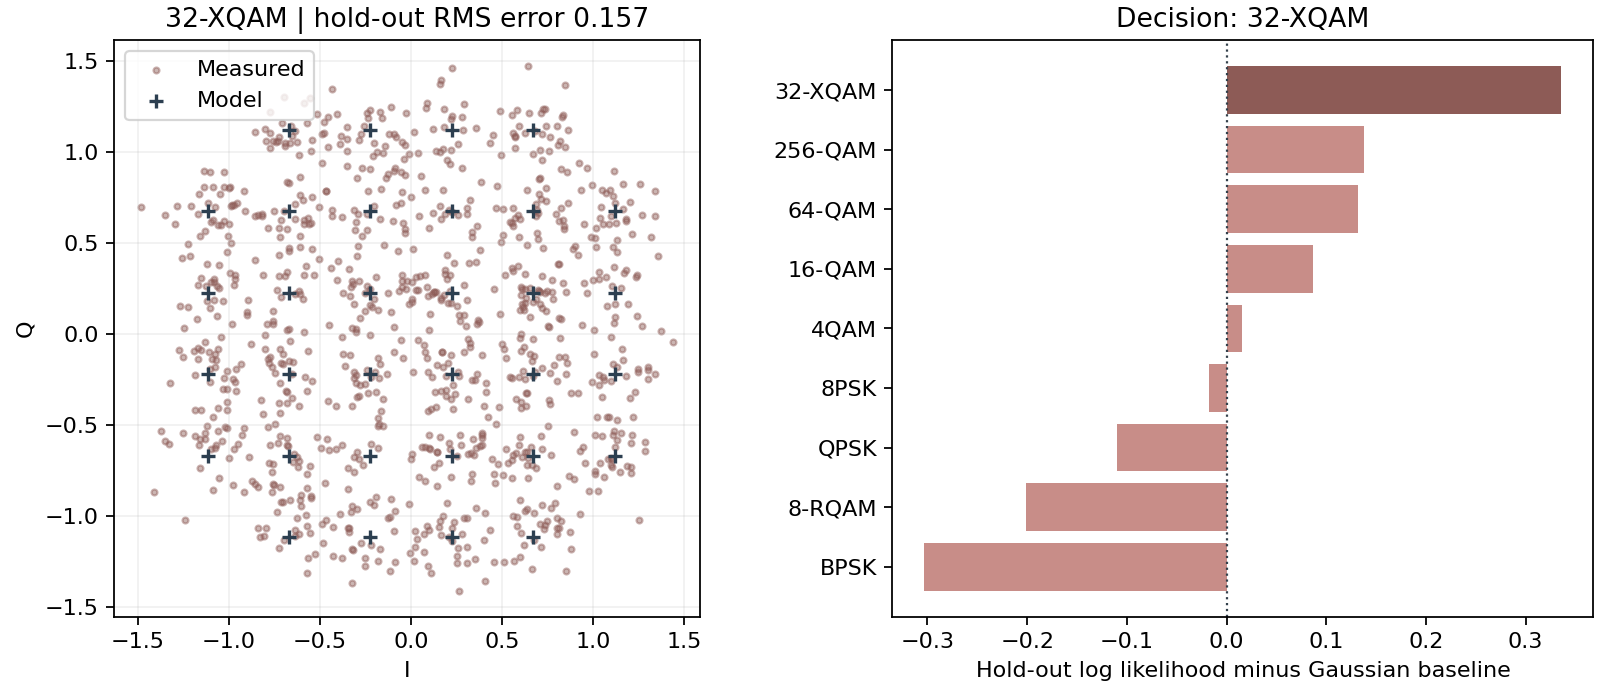 32-XQAM | hold-out RMS error 0.157
Measured
Model
1.5
1.0
0.5
0.0
−0.5
−1.0
−1.5
Q
−1.5
−1.0
−0.5
0.0
0.5
1.0
1.5
I
Decision: 32-XQAM
32-XQAM
256-QAM
64-QAM
16-QAM
4QAM
8PSK
QPSK
8-RQAM
BPSK
−0.3
−0.2
−0.1
0.0
0.1
0.2
0.3
Hold-out log likelihood minus Gaussian baseline